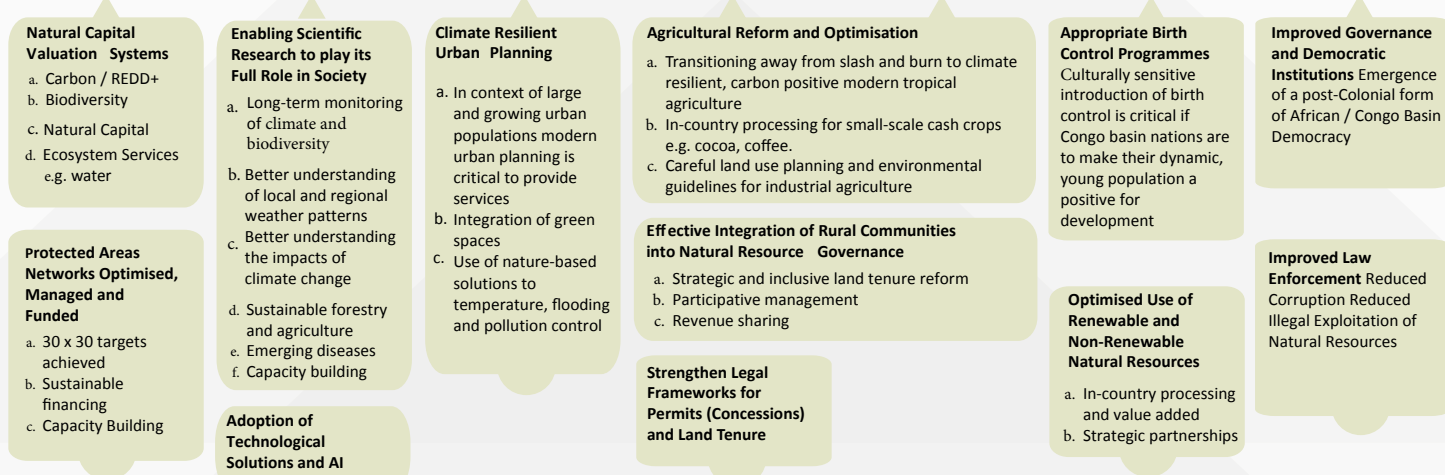 Natural Capital
Valuation Systems
a. Carbon / REDD+
b. Biodiversity
c. Natural Capital
d. Ecosystem Services
e.g. water
Protected Areas
Networks Optimised,
Managed and
Funded
a. 30 x 30 targets
achieved
b. Sustainable
financing
c. Capacity Building
Enabling Scientific
Research to play its
Full Role in Society
a. Long-term monitoring
of climate and
biodiversity
b. Better understanding
of local and regional
weather patterns
c. Better understanding
the impacts of
climate change
d. Sustainable forestry
and agriculture
e. Emerging diseases
f. Capacity building
Adoption of
Technological
Solutions and AI
Climate Resilient
Urban Planning
a. In context of large
and growing urban
populations modern
urban planning is
critical to provide
services
b. Integration of green
spaces
c. Use of nature-based
solutions to
temperature, flooding
and pollution control
Agricultural Reform and Optimisation
a. Transitioning away from slash and burn to climate
resilient, carbon positive modern tropical
agriculture
b. In-country processing for small-scale cash crops
e.g. cocoa, coffee.
c. Careful land use planning and environmental
guidelines for industrial agriculture
Effective Integration of Rural Communities
into Natural Resource Governance
a. Strategic and inclusive land tenure reform
b. Participative management
c. Revenue sharing
Strengthen Legal
Frameworks for
Permits (Concessions)
and Land Tenure
Appropriate Birth
Control Programmes
Culturally sensitive
introduction of birth
control is critical if
Congo basin nations are
to make their dynamic,
young population a
positive for
development
Optimised Use of
Renewable and
Non-Renewable
Natural Resources
a. In-country processing
and value added
b. Strategic partnerships
Improved Governance
and Democratic
Institutions Emergence
of a post-Colonial form
of African / Congo Basin
Democracy
Improved Law
Enforcement Reduced
Corruption Reduced
Illegal Exploitation of
Natural Resources